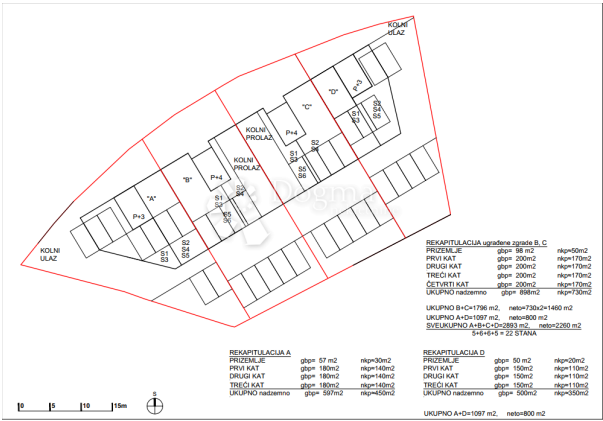 KOLNI
ULAZ
"D"
P+3
"C"
S1
S3
S2
S4
S5
KOLNI
PROLAZ
P+4
S2
S1
S3
KOLNI
PROLAZ
S5
S6
"B"
P+4
S1
S3
S2
S4
S5
S6
"A"
P+3
S2
S4
S5
S1
S3
KOLNI
ULAZ
Dogma
REKAPITULACIJA ugrađene zgrade B, C
PRIZEMLJE gbp= 98 m2 nkp=50m2
PRVI KAT gbp= 200m2 nkp=170m2
DRUGI KAT gbp= 200m2 nkp=170m2
TREĆI KAT gbp= 200m2 nkp=170m2
ČETVRTI KAT gbp= 200m2 nkp=170m2
UKUPNO nadzemno gbp= 898m2 nkp=730m2
UKUPNO B+C=1796 m2, neto=730x2=1460 m2
UKUPNO A+D=1097 m2, neto=800 m2
SVEUKUPNO A+B+C+D=2893 m2, neto=2260 m2
5+6+6+5 = 22 STANA
REKAPITULACIJA A
PRIZEMLJE gbp= 57 m2 nkp=30m2
PRVI KAT gbp= 180m2 nkp=140m2
DRUGI KAT gbp= 180m2 nkp=140m2
TREĆI KAT gbp= 180m2 nkp=140m2
UKUPNO nadzemno gbp= 597m2 nkp=450m2
REKAPITULACIJA D
PRIZEMLJE gbp= 50 m2 nkp=20m2
PRVI KAT gbp= 150m2 nkp=110m2
DRUGI KAT gbp= 150m2 nkp=110m2
TREĆI KAT gbp= 150m2 nkp=110m2
UKUPNO nadzemno gbp= 500m2 nkp=350m2
UKUPNO A+D=1097 m2, neto=800 m2
0 5 10 15m
S